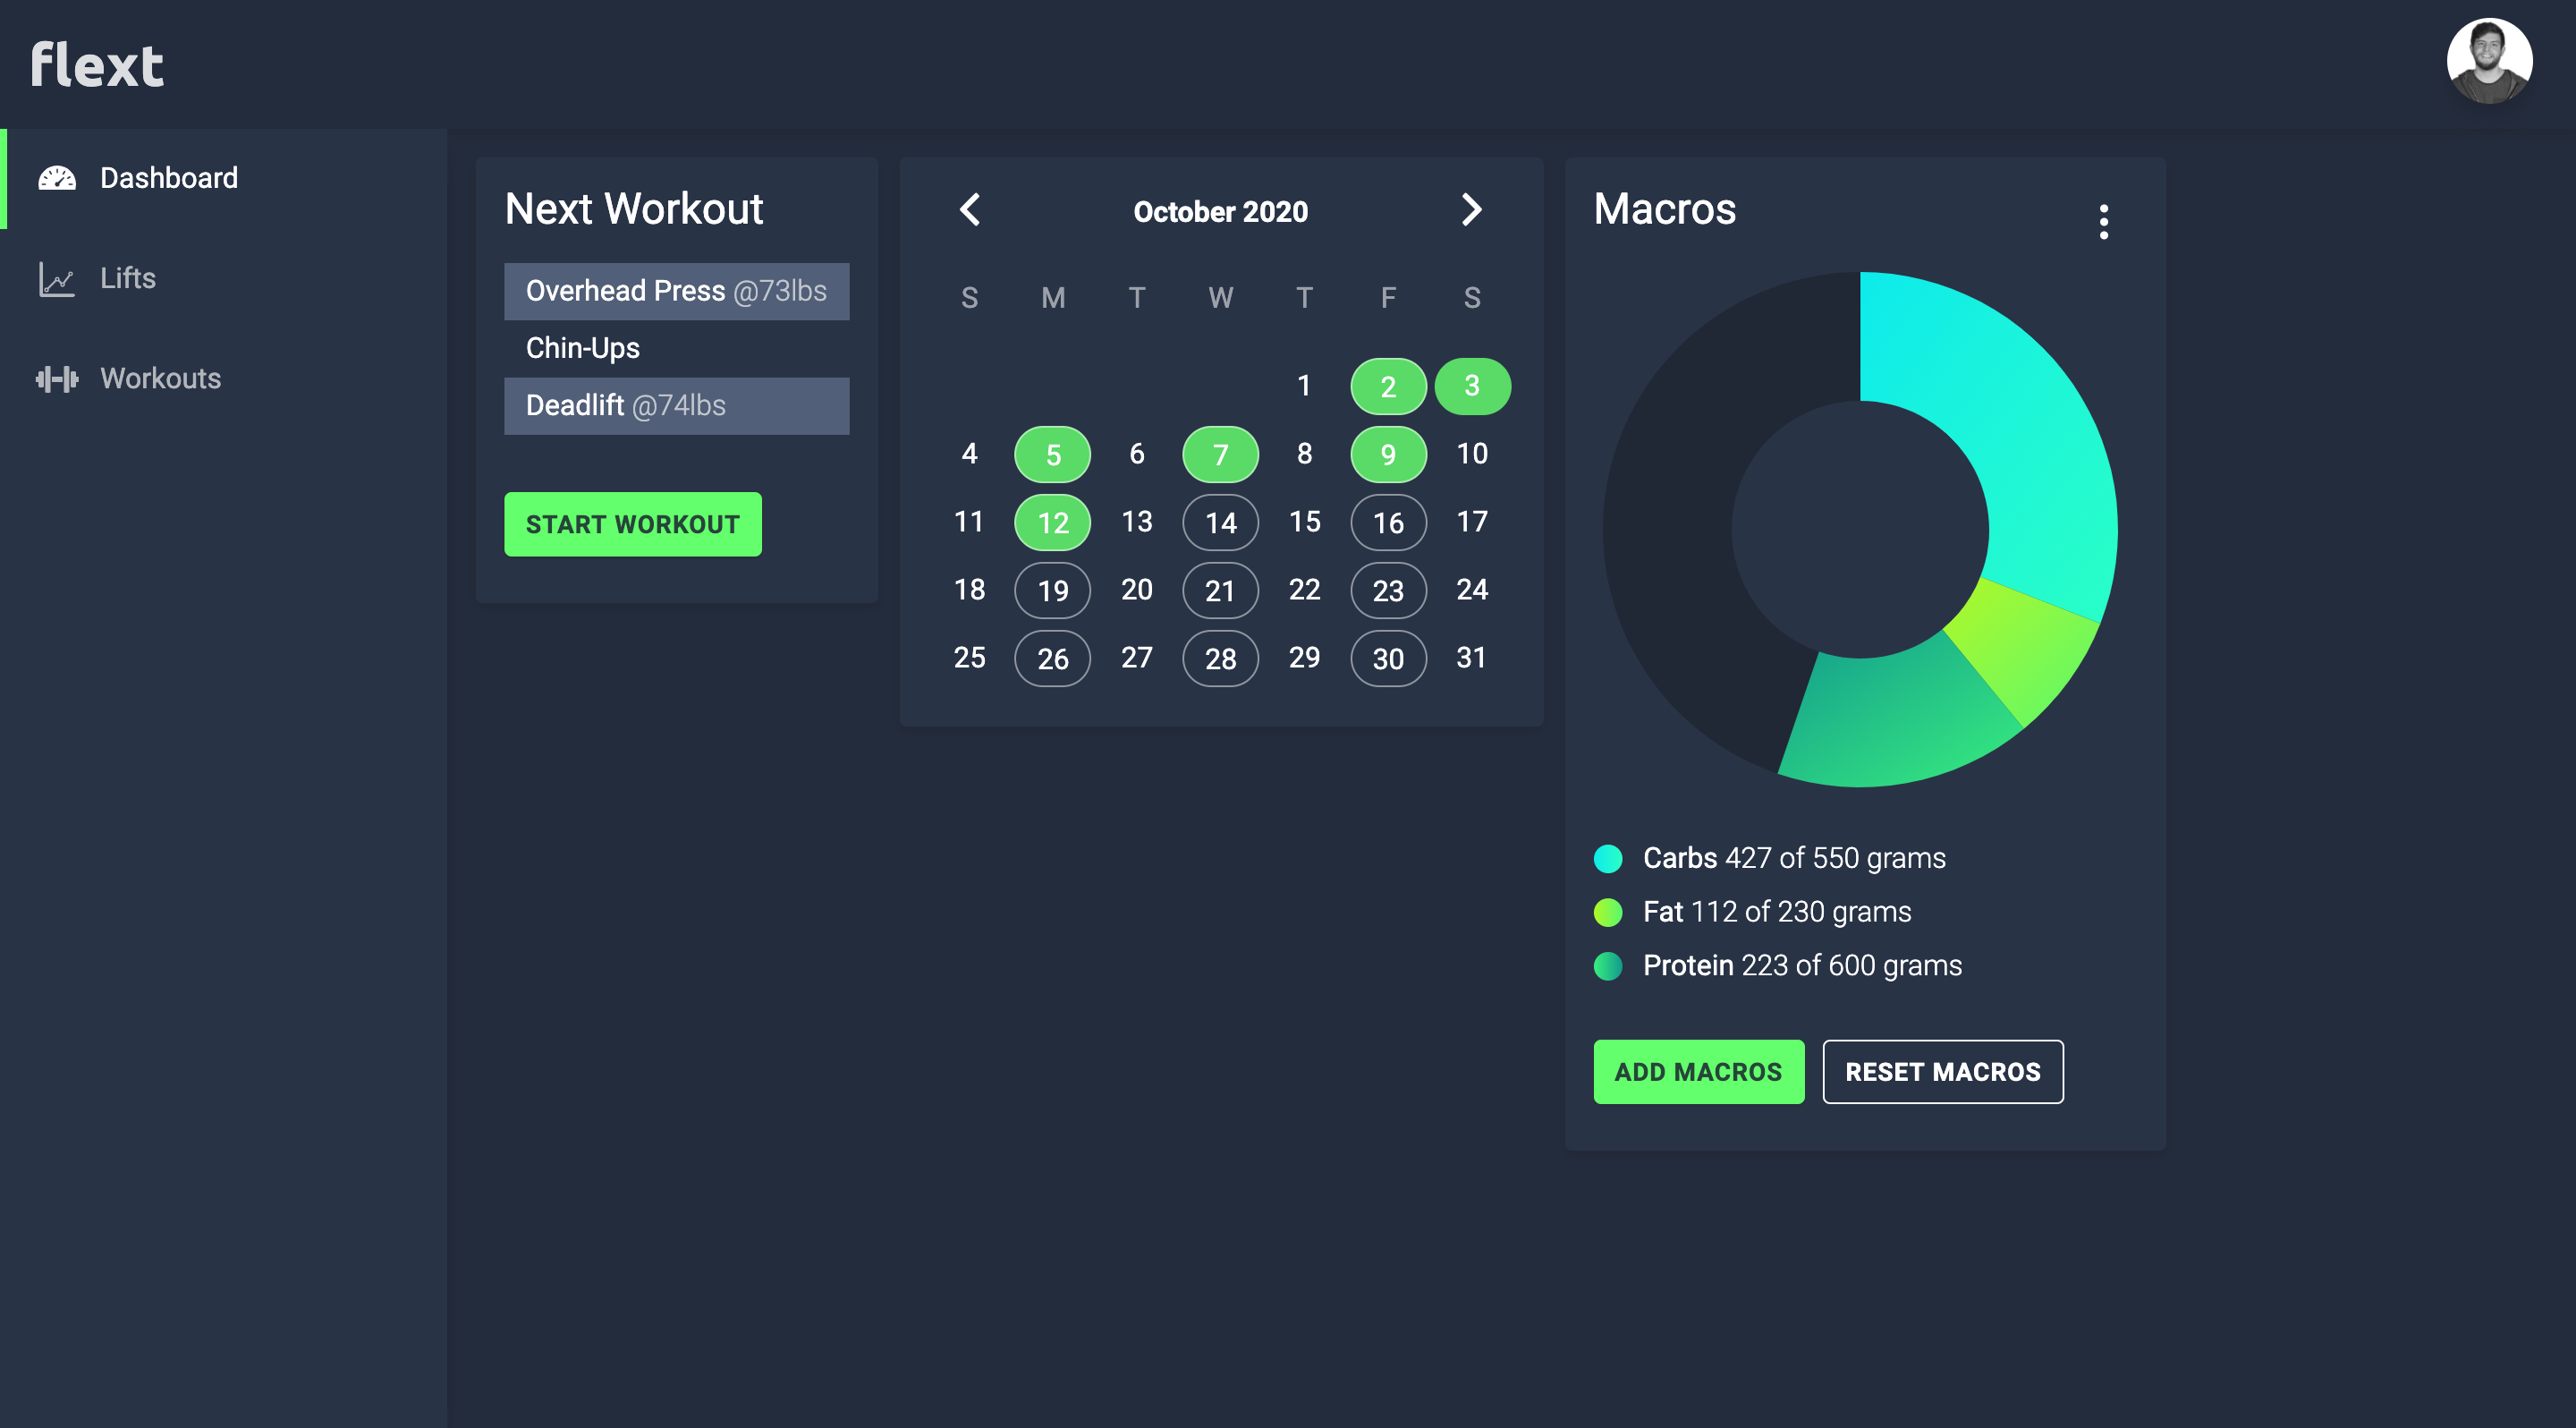 flext
Dashboard
Lifts
Workouts
Next Workout
Overhead Press @73lbs
Chin-Ups
Deadlift @74lbs
START WORKOUT
October 2020
S M T W T F S
1 2 3
4 5 6 7 8 9 10
11 12 13 14 15 16 17
18 19 20 21 22 23 24
25 26 27 28 29 30 31
Macros
Carbs 427 of 550 grams
Fat 112 of 230 grams
Protein 223 of 600 grams
ADD MACROS
RESET MACROS